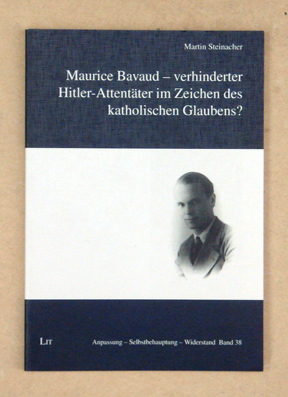 Martin Steinacher
Maurice Bavaud – verhinderter
Hitler-Attentäter im Zeichen des
katholischen Glaubens?
LIT
Anpassung – Selbstbehauptung – Widerstand Band 38